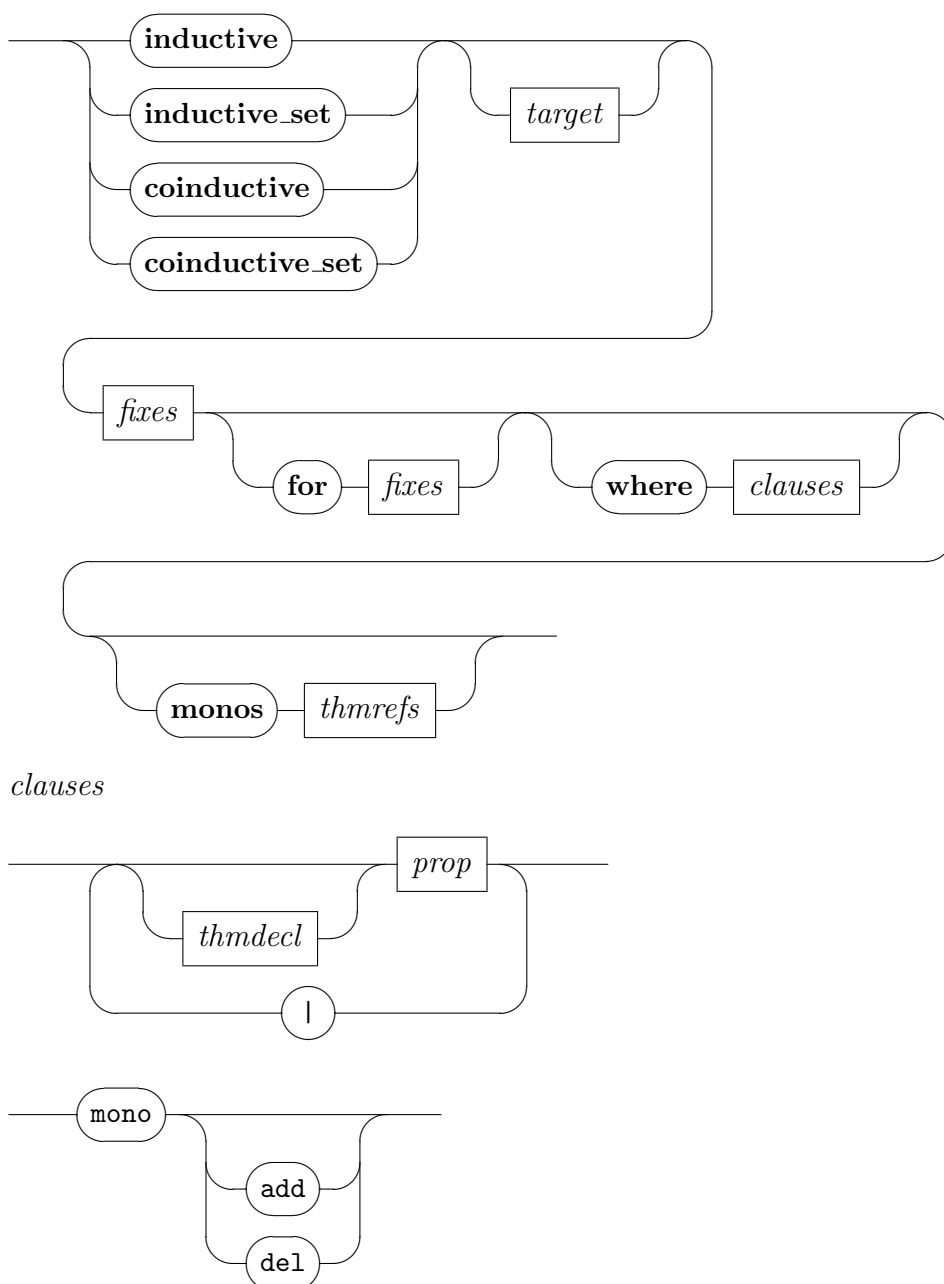 inductive
inductive_set
target
coinductive
coinductive_set
fixes
for fixes where clauses
monos thmrefs
clauses
prop
thmdecl
|
mono
add
del